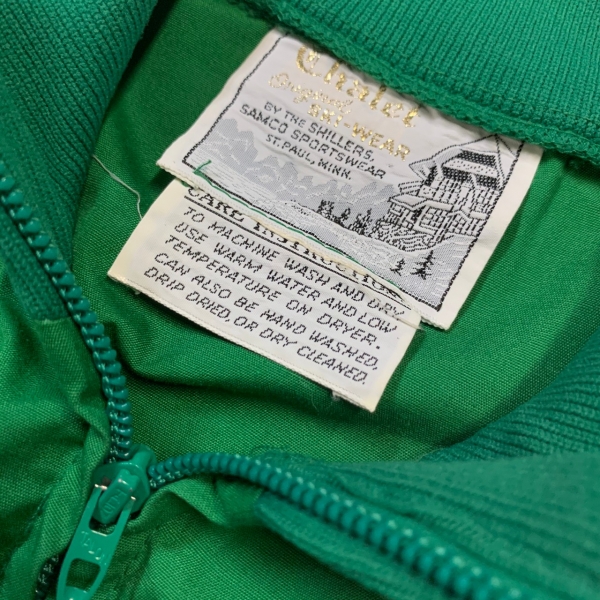 Chalet
Original
SKI-WEAR
BY THE SHILLERS,
SAMCO SPORTSWEAR
ST. PAUL, MINN.
CARE INSTRUCTION
TO MACHINE WASH AND DRY
USE WARM WATER AND LOW
TEMPERATURE ON DRYER.
CAN ALSO BE HAND WASHED,
DRIP DRIED, OR DRY CLEANED.